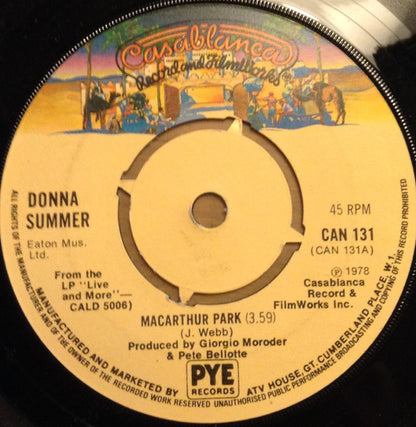 Casablanca
Record and FilmWorks
DONNA
SUMMER
Eaton Mus.
Ltd.
From the
LP "Live
and More"—
CALD 5006)
45 RPM
CAN 131
(CAN 131A)
Ⓟ 1978
Casablanca
Record &
FilmWorks Inc.
MACARTHUR PARK (3.59)
(J. Webb)
Produced by Giorgio Moroder
& Pete Bellotte
PYE
RECORDS
ALL RIGHTS OF THE MANUFACTURER AND OF THE OWNER OF THE RECORDED WORK RESERVED UNAUTHORISED PUBLIC PERFORMANCE BROADCASTING AND COPYING OF THIS RECORD PROHIBITED
MANUFACTURED AND MARKETED BY
ATV HOUSE, GT. CUMBERLAND PLACE, W.1.